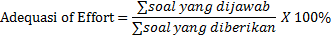 Adequasi of Effort = ∑soal yang dijawab / ∑soal yang diberikan X 100%